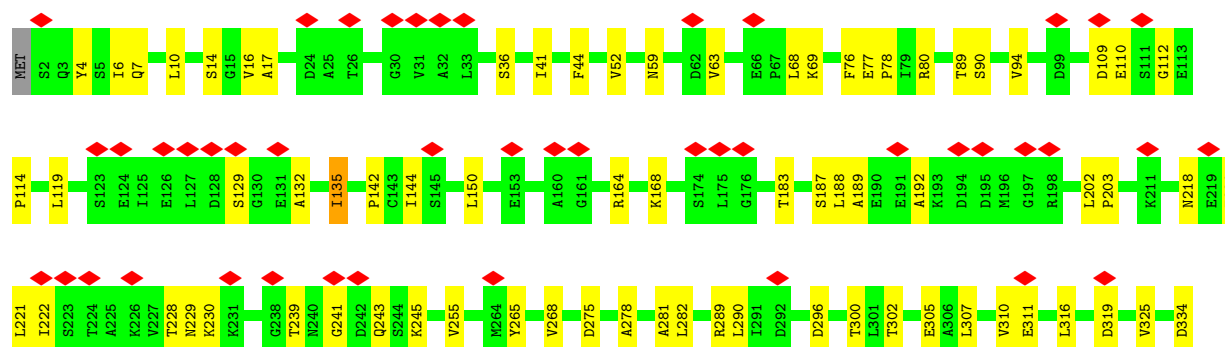 MET S2 Q3 Y4 S5 I6 Q7 L10 S14 G15 V16 A17 D24 A25 T26 G30 V31 A32 L33 S36 I41 F44 V52 N59 D62 V63 E66 P67 L68 K69 F76 E77 P78 I79 R80 T89 S90 V94 D99 D109 E110 S111 G112 E113
P114 L119 S123 E124 I125 E126 L127 D128 S129 G130 E131 A132 I135 P142 C143 I144 S145 L150 E153 A160 G161 R164 K168 S174 L175 G176 T183 S187 L188 A189 E190 E191 A192 K193 D194 D195 M196 G197 R198 L202 P203 K211 N218 E219
L221 I222 S223 T224 A225 K226 V227 T228 N229 K230 K231 G238 T239 N240 G241 D242 Q243 S244 K245 V255 M264 Y265 V268 D275 A278 A281 L282 R289 L290 I291 D292 D296 T300 L301 T302 E305 A306 L307 V310 E311 L316 D319 V325 D334